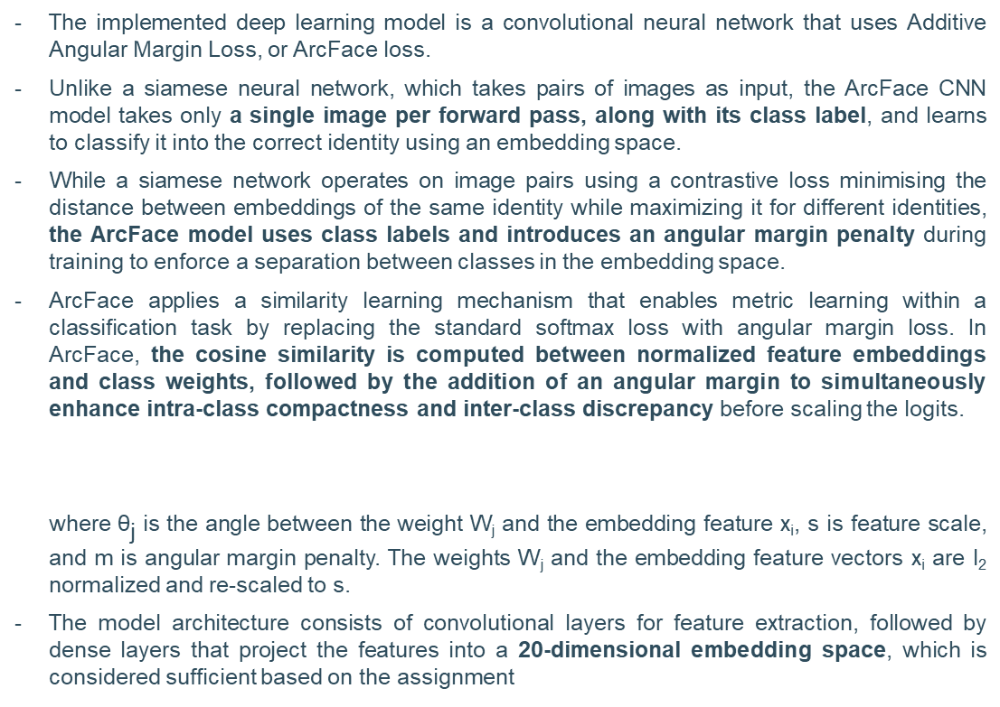 - The implemented deep learning model is a convolutional neural network that uses Additive
Angular Margin Loss, or ArcFace loss.
- Unlike a siamese neural network, which takes pairs of images as input, the ArcFace CNN
model takes only a single image per forward pass, along with its class label, and learns
to classify it into the correct identity using an embedding space.
- While a siamese network operates on image pairs using a contrastive loss minimising the
distance between embeddings of the same identity while maximizing it for different identities,
the ArcFace model uses class labels and introduces an angular margin penalty during
training to enforce a separation between classes in the embedding space.
- ArcFace applies a similarity learning mechanism that enables metric learning within a
classification task by replacing the standard softmax loss with angular margin loss. In
ArcFace, the cosine similarity is computed between normalized feature embeddings
and class weights, followed by the addition of an angular margin to simultaneously
enhance intra-class compactness and inter-class discrepancy before scaling the logits.
where θj is the angle between the weight Wj and the embedding feature xi, s is feature scale,
and m is angular margin penalty. The weights Wj and the embedding feature vectors xi are l2
normalized and re-scaled to s.
- The model architecture consists of convolutional layers for feature extraction, followed by
dense layers that project the features into a 20-dimensional embedding space, which is
considered sufficient based on the assignment